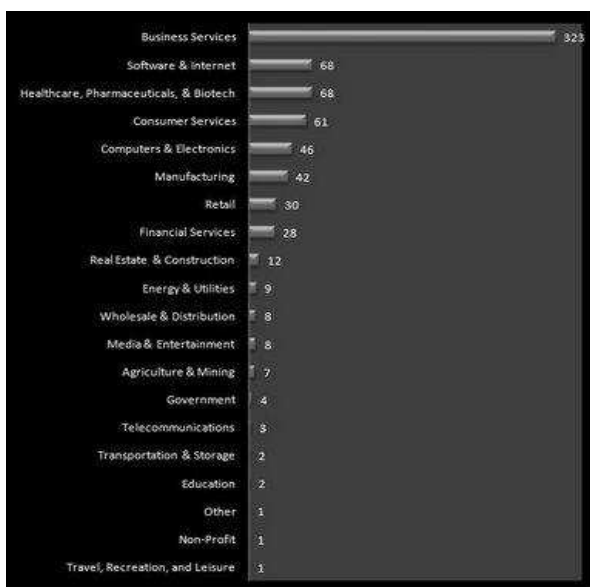 Business Services 323
Software & Internet 68
Healthcare, Pharmaceuticals, & Biotech 68
Consumer Services 61
Computers & Electronics 46
Manufacturing 42
Retail 30
Financial Services 28
Real Estate & Construction 12
Energy & Utilities 9
Wholesale & Distribution 8
Media & Entertainment 8
Agriculture & Mining 7
Government 4
Telecommunications 3
Transportation & Storage 2
Education 2
Other 1
Non-Profit 1
Travel, Recreation, and Leisure 1